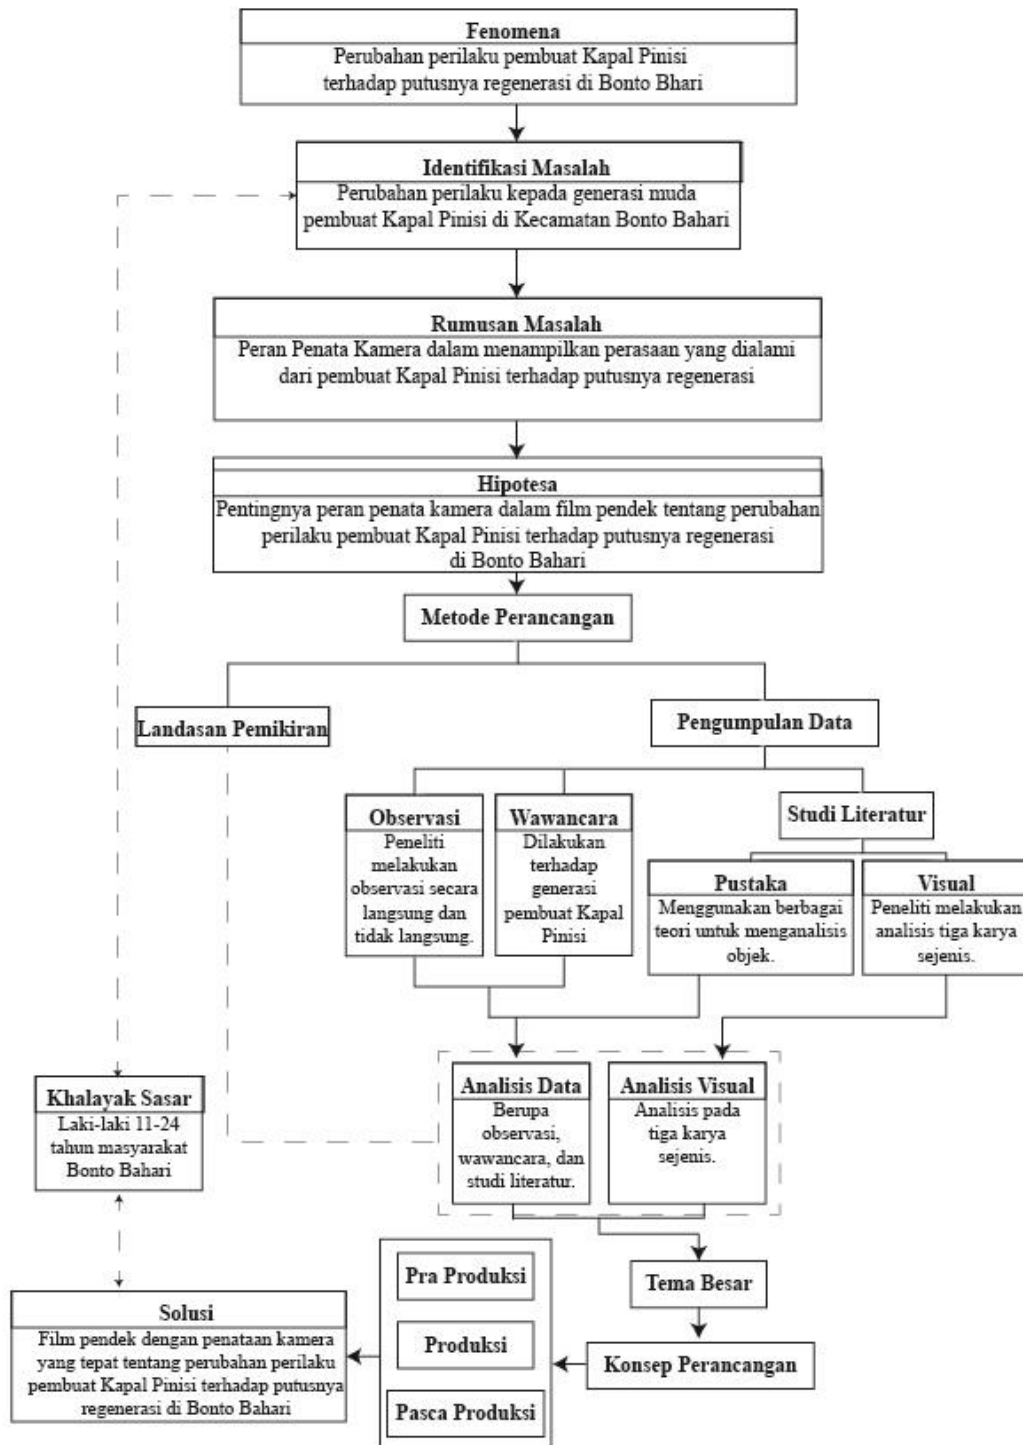 Fenomena
Perubahan perilaku pembuat Kapal Pinisi
terhadap putusnya regenerasi di Bonto Bhari
Identifikasi Masalah
Perubahan perilaku kepada generasi muda
pembuat Kapal Pinisi di Kecamatan Bonto Bahari
Rumusan Masalah
Peran Penata Kamera dalam menampilkan perasaan yang dialami
dari pembuat Kapal Pinisi terhadap putusnya regenerasi
Hipotesa
Pentingnya peran penata kamera dalam film pendek tentang perubahan
perilaku pembuat Kapal Pinisi terhadap putusnya regenerasi
di Bonto Bahari
Metode Perancangan
Landasan Pemikiran
Pengumpulan Data
Observasi
Peneliti
melakukan
observasi secara
langsung dan
tidak langsung.
Wawancara
Dilakukan
terhadap
generasi
pembuat Kapal
Pinisi
Studi Literatur
Pustaka
Menggunakan berbagai
teori untuk menganalisis
objek.
Visual
Peneliti melakukan
analisis tiga karya
sejenis.
Analisis Data
Berupa
observasi,
wawancara, dan
studi literatur.
Analisis Visual
Analisis pada
tiga karya
sejenis.
Khalayak Sasar
Laki-laki 11-24
tahun masyarakat
Bonto Bahari
Tema Besar
Konsep Perancangan
Pra Produksi
Produksi
Pasca Produksi
Solusi
Film pendek dengan penataan kamera
yang tepat tentang perubahan perilaku
pembuat Kapal Pinisi terhadap putusnya
regenerasi di Bonto Bahari